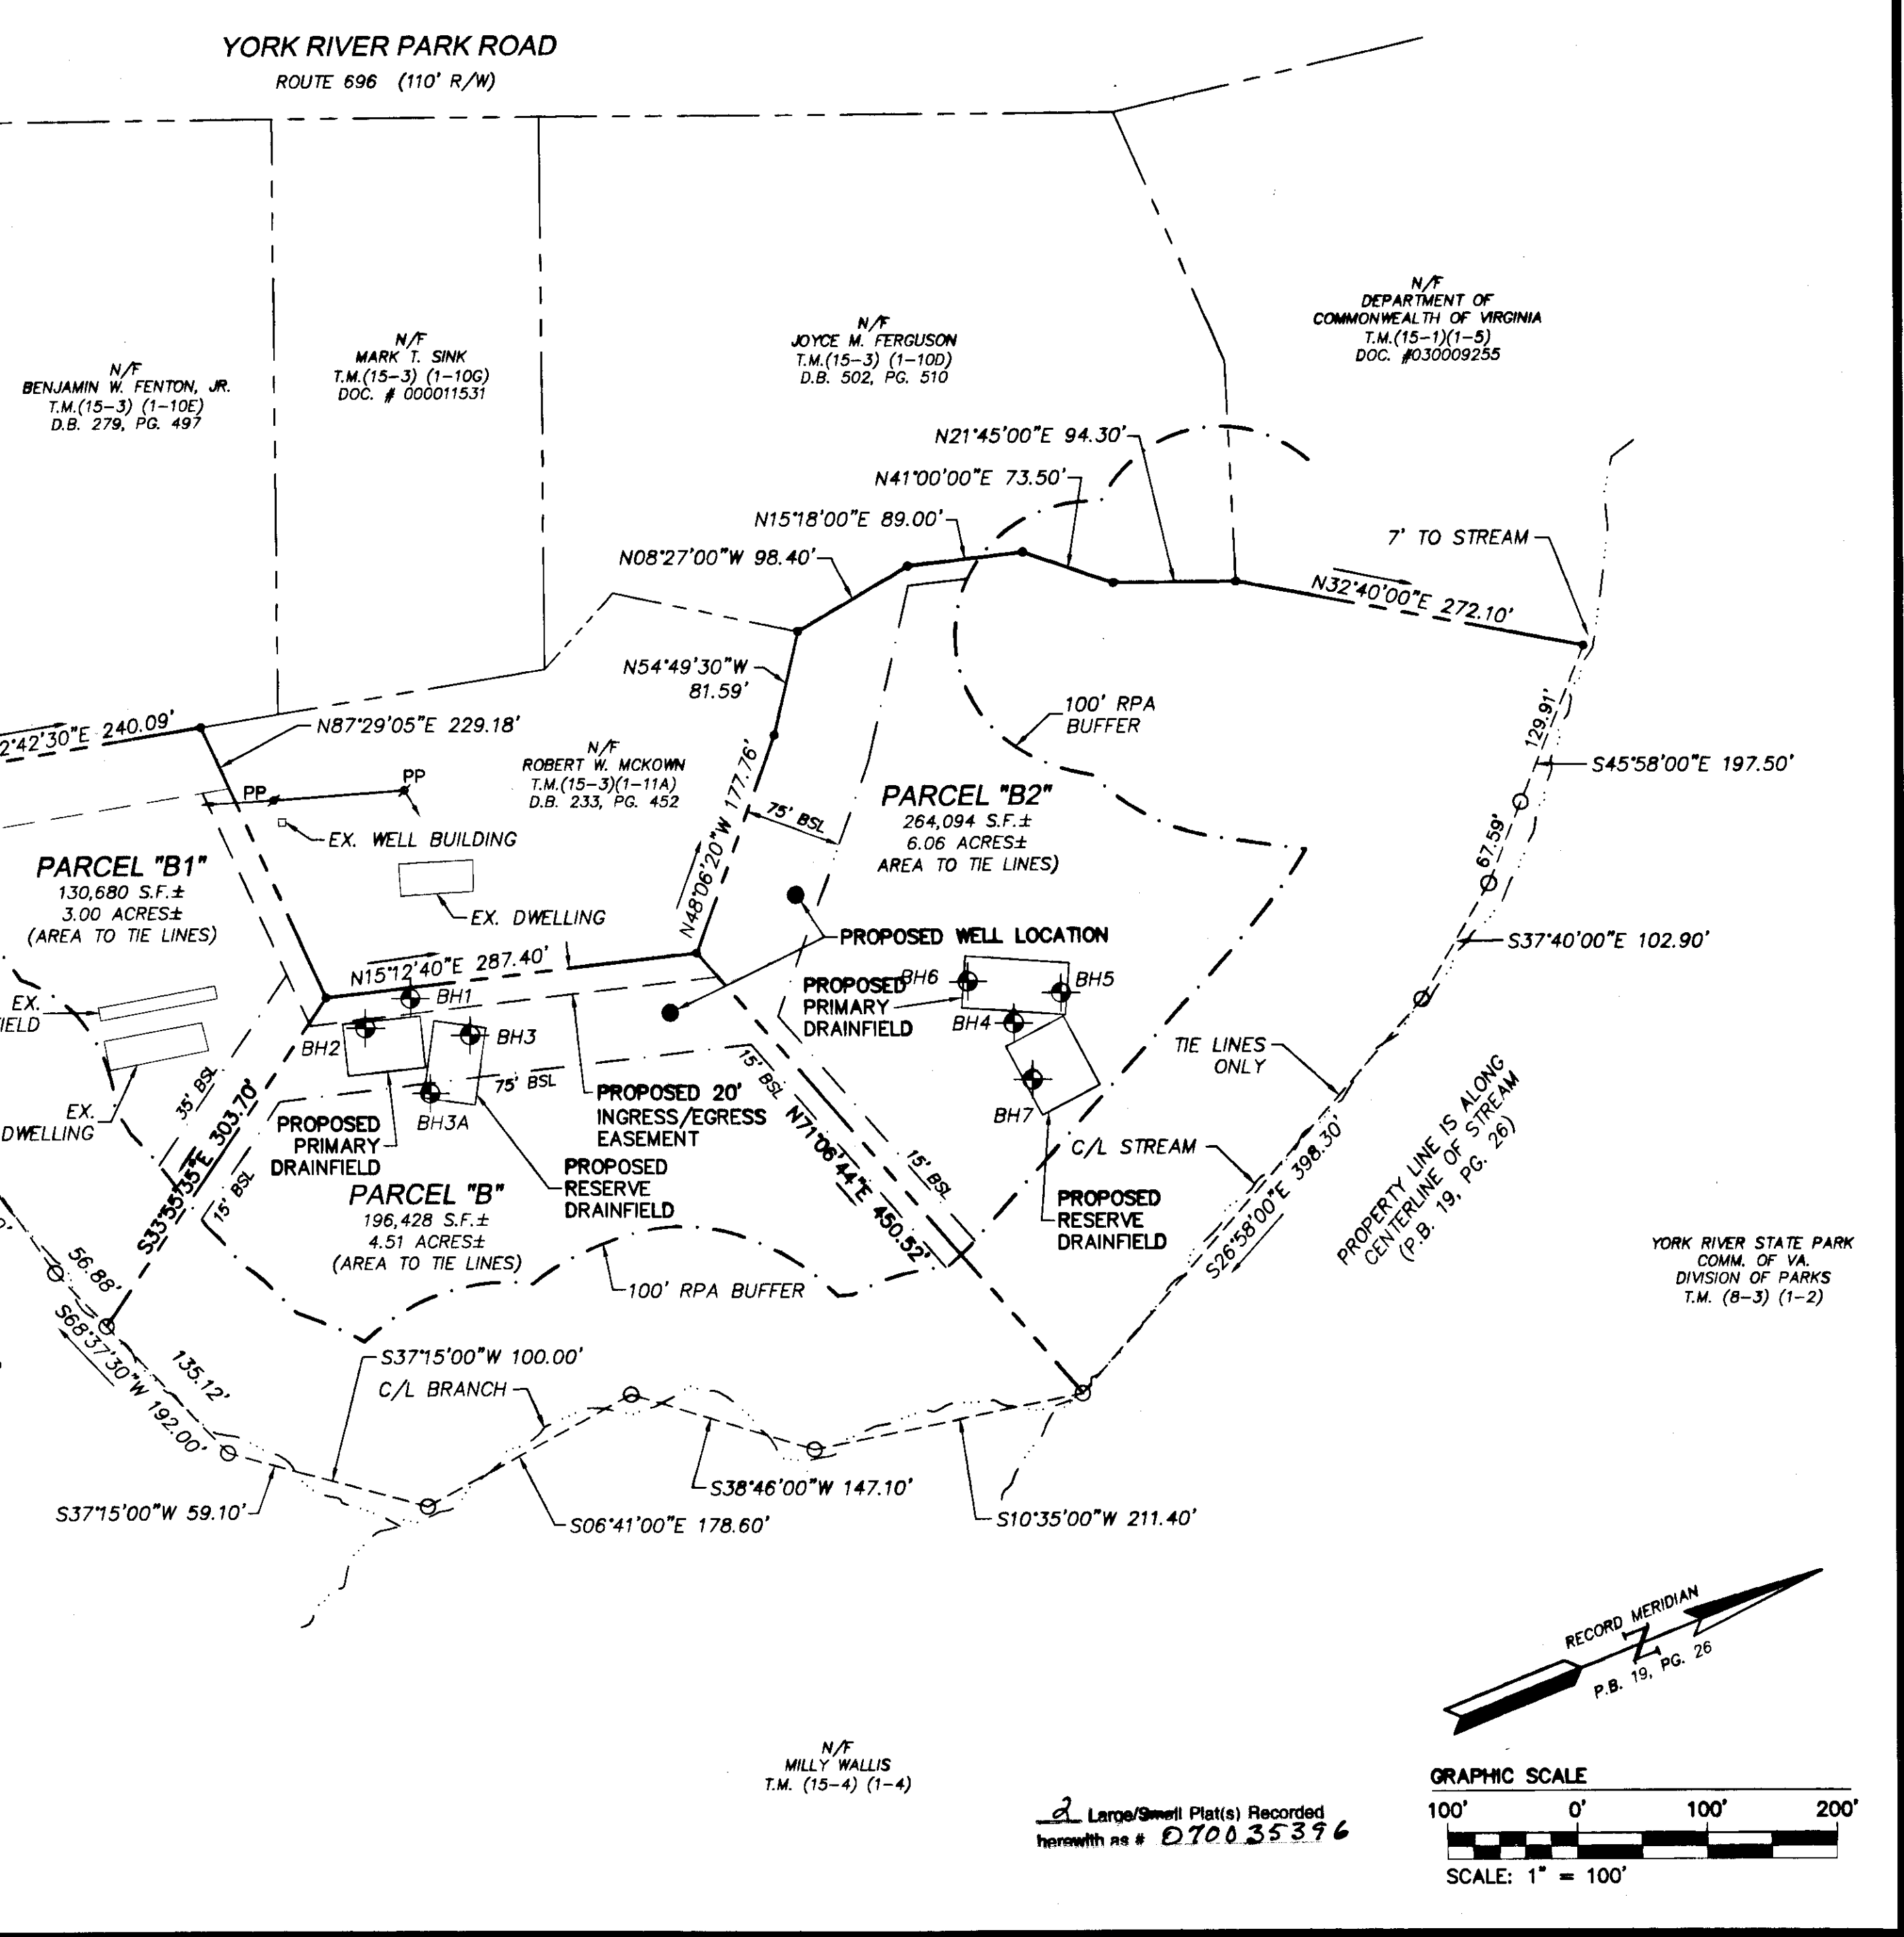 YORK RIVER PARK ROAD
ROUTE 696 (110' R/W)
N/F
BENJAMIN W. FENTON, JR.
T.M.(15-3) (1-10E)
D.B. 279, PG. 497
N/F
MARK T. SINK
T.M.(15-3) (1-10G)
DOC. # 000011531
N/F
JOYCE M. FERGUSON
T.M.(15-3) (1-10D)
D.B. 502, PG. 510
N/F
DEPARTMENT OF
COMMONWEALTH OF VIRGINIA
T.M.(15-1)(1-5)
DOC. #030009255
N21°45'00"E 94.30'
N41°00'00"E 73.50'
N15°18'00"E 89.00'
N08°27'00"W 98.40'
7' TO STREAM
N32°40'00"E 272.10'
N54°49'30"W
81.59'
2°42'30"E 240.09'
N87°29'05"E 229.18'
N/F
ROBERT W. MCKOWN
T.M.(15-3)(1-11A)
D.B. 233, PG. 452
N48°06'20"W 177.76'
75' BSL
100' RPA
BUFFER
129.91'
S45°58'00"E 197.50'
67.59'
S37°40'00"E 102.90'
PP
PP
EX. WELL BUILDING
EX. DWELLING
PARCEL "B1"
130,680 S.F.±
3.00 ACRES±
(AREA TO TIE LINES)
PARCEL "B2"
264,094 S.F.±
6.06 ACRES±
AREA TO TIE LINES)
PROPOSED WELL LOCATION
N15°12'40"E 287.40'
EX.
IELD
EX.
DWELLING
BH1
BH2
BH3
BH3A
BH6
BH5
BH4
BH7
PROPOSED
PRIMARY
DRAINFIELD
35' BSL
75' BSL
15' BSL
15' BSL
15' BSL
S33°55'35"E 303.70'
PROPOSED
PRIMARY
DRAINFIELD
PROPOSED 20'
INGRESS/EGRESS
EASEMENT
PROPOSED
RESERVE
DRAINFIELD
N71°06'44"E 450.52'
TIE LINES
ONLY
C/L STREAM
PROPOSED
RESERVE
DRAINFIELD
S26°58'00"E 398.30'
PROPERTY LINE IS ALONG
CENTERLINE OF STREAM
(P.B. 19, PG. 26)
PARCEL "B"
196,428 S.F.±
4.51 ACRES±
(AREA TO TIE LINES)
100' RPA BUFFER
YORK RIVER STATE PARK
COMM. OF VA.
DIVISION OF PARKS
T.M. (8-3) (1-2)
56.88'
S68°37'30"W 192.00'
135.12'
S37°15'00"W 100.00'
C/L BRANCH
S37°15'00"W 59.10'
S06°41'00"E 178.60'
S38°46'00"W 147.10'
S10°35'00"W 211.40'
RECORD MERIDIAN
N
P.B. 19, PG. 26
N/F
MILLY WALLIS
T.M. (15-4) (1-4)
2 Large/Small Plat(s) Recorded
herewith as # 070035396
GRAPHIC SCALE
100' 0' 100' 200'
SCALE: 1" = 100'